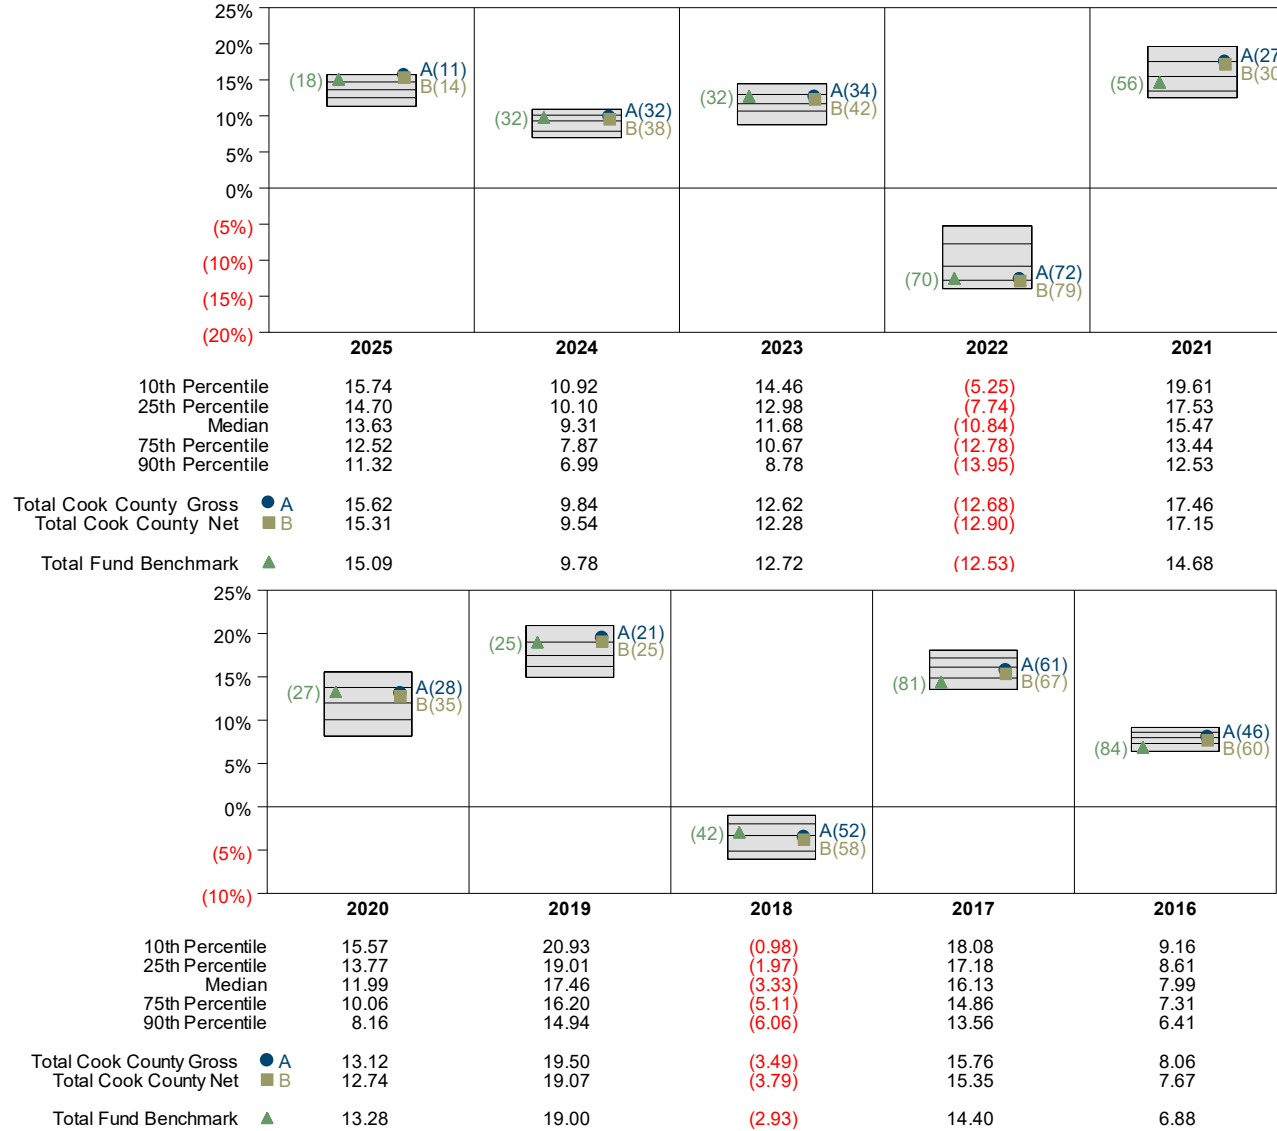 25%
20%
15%
10%
5%
0%
(5%)
(10%)
(15%)
(20%)
(18) A(11)
B(14)
(32) A(32)
B(38)
(32) A(34)
B(42)
(70) A(72)
B(79)
(56) A(27
B(30
2025 2024 2023 2022 2021
10th Percentile 15.74 10.92 14.46 (5.25) 19.61
25th Percentile 14.70 10.10 12.98 (7.74) 17.53
Median 13.63 9.31 11.68 (10.84) 15.47
75th Percentile 12.52 7.87 10.67 (12.78) 13.44
90th Percentile 11.32 6.99 8.78 (13.95) 12.53
Total Cook County Gross A 15.62 9.84 12.62 (12.68) 17.46
Total Cook County Net B 15.31 9.54 12.28 (12.90) 17.15
Total Fund Benchmark 15.09 9.78 12.72 (12.53) 14.68
25%
20%
15%
10%
5%
0%
(5%)
(10%)
(27) A(28)
B(35)
(25) A(21)
B(25)
(42) A(52)
B(58)
(81) A(61)
B(67)
(84) A(46)
B(60)
2020 2019 2018 2017 2016
10th Percentile 15.57 20.93 (0.98) 18.08 9.16
25th Percentile 13.77 19.01 (1.97) 17.18 8.61
Median 11.99 17.46 (3.33) 16.13 7.99
75th Percentile 10.06 16.20 (5.11) 14.86 7.31
90th Percentile 8.16 14.94 (6.06) 13.56 6.41
Total Cook County Gross A 13.12 19.50 (3.49) 15.76 8.06
Total Cook County Net B 12.74 19.07 (3.79) 15.35 7.67
Total Fund Benchmark 13.28 19.00 (2.93) 14.40 6.88